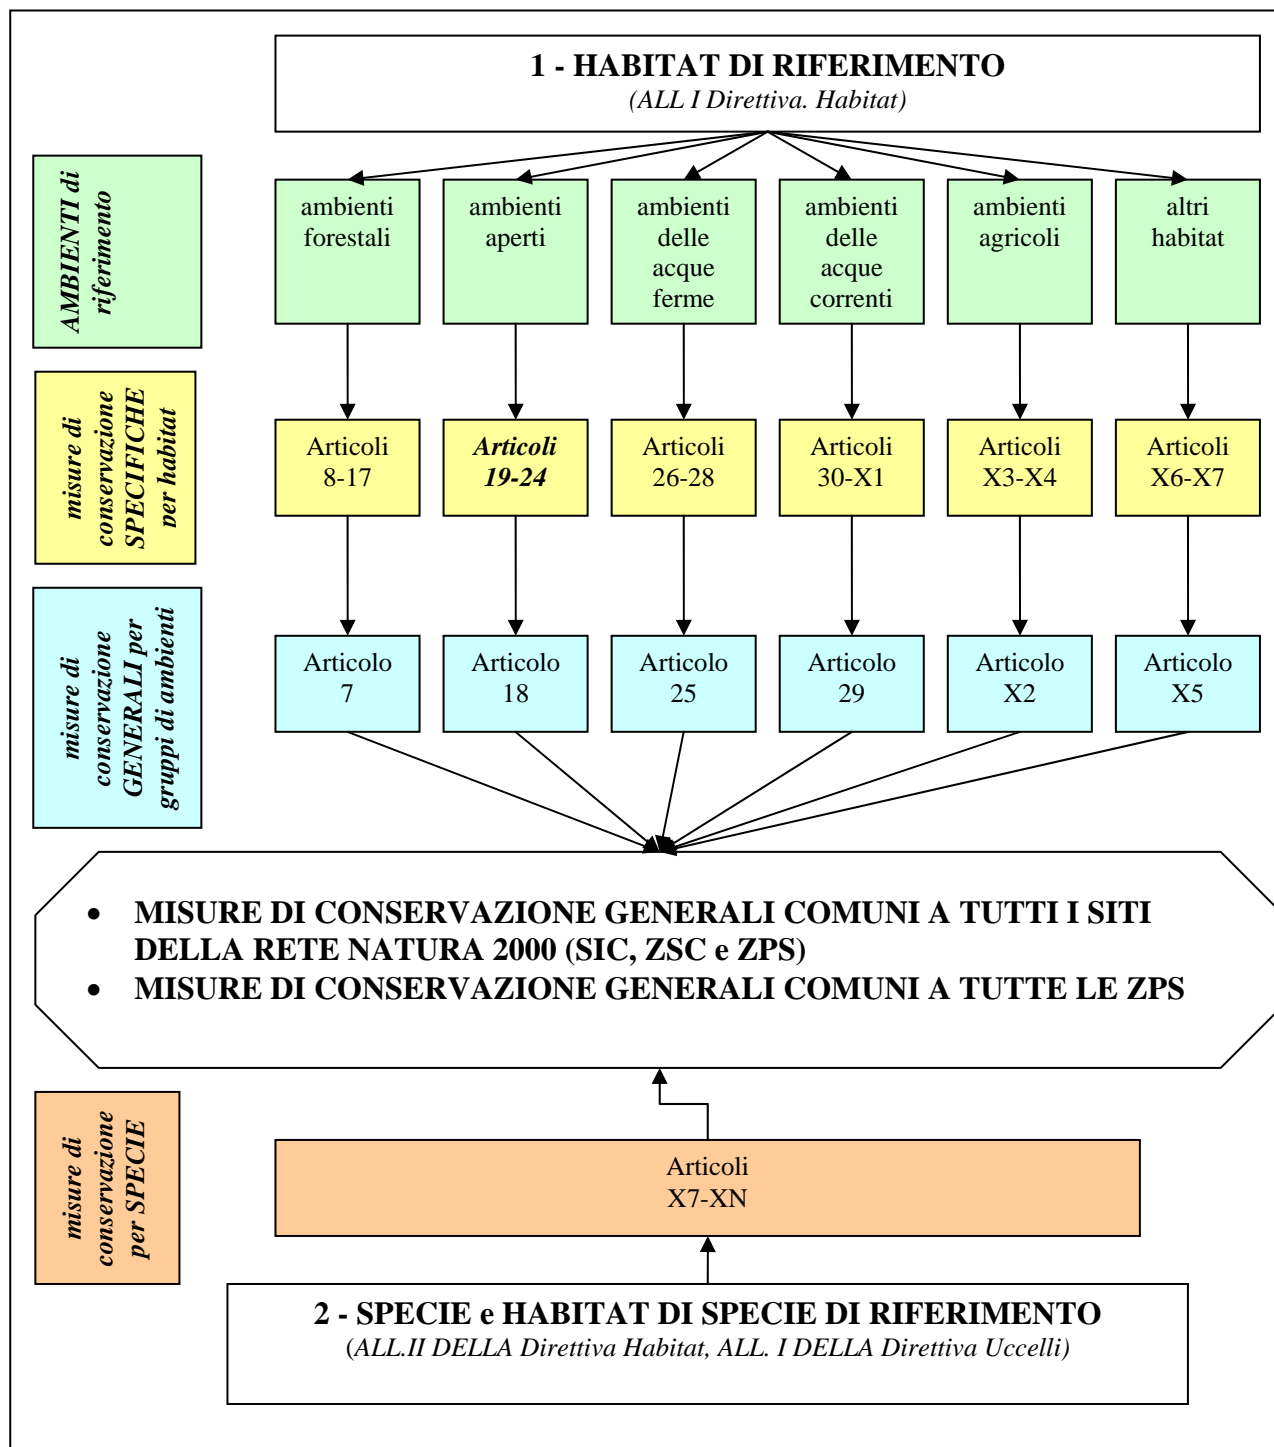 1 - HABITAT DI RIFERIMENTO
(ALL I Direttiva. Habitat)
AMBIENTI di
riferimento
ambienti
forestali
ambienti
aperti
ambienti
delle
acque
ferme
ambienti
delle
acque
correnti
ambienti
agricoli
altri
habitat
misure di
conservazione
SPECIFICHE
per habitat
Articoli
8-17
Articoli
19-24
Articoli
26-28
Articoli
30-X1
Articoli
X3-X4
Articoli
X6-X7
misure di
conservazione
GENERALI per
gruppi di ambienti
Articolo
7
Articolo
18
Articolo
25
Articolo
29
Articolo
X2
Articolo
X5
• MISURE DI CONSERVAZIONE GENERALI COMUNI A TUTTI I SITI
DELLA RETE NATURA 2000 (SIC, ZSC e ZPS)
• MISURE DI CONSERVAZIONE GENERALI COMUNI A TUTTE LE ZPS
misure di
conservazione
per SPECIE
Articoli
X7-XN
2 - SPECIE e HABITAT DI SPECIE DI RIFERIMENTO
(ALL.II DELLA Direttiva Habitat, ALL. I DELLA Direttiva Uccelli)